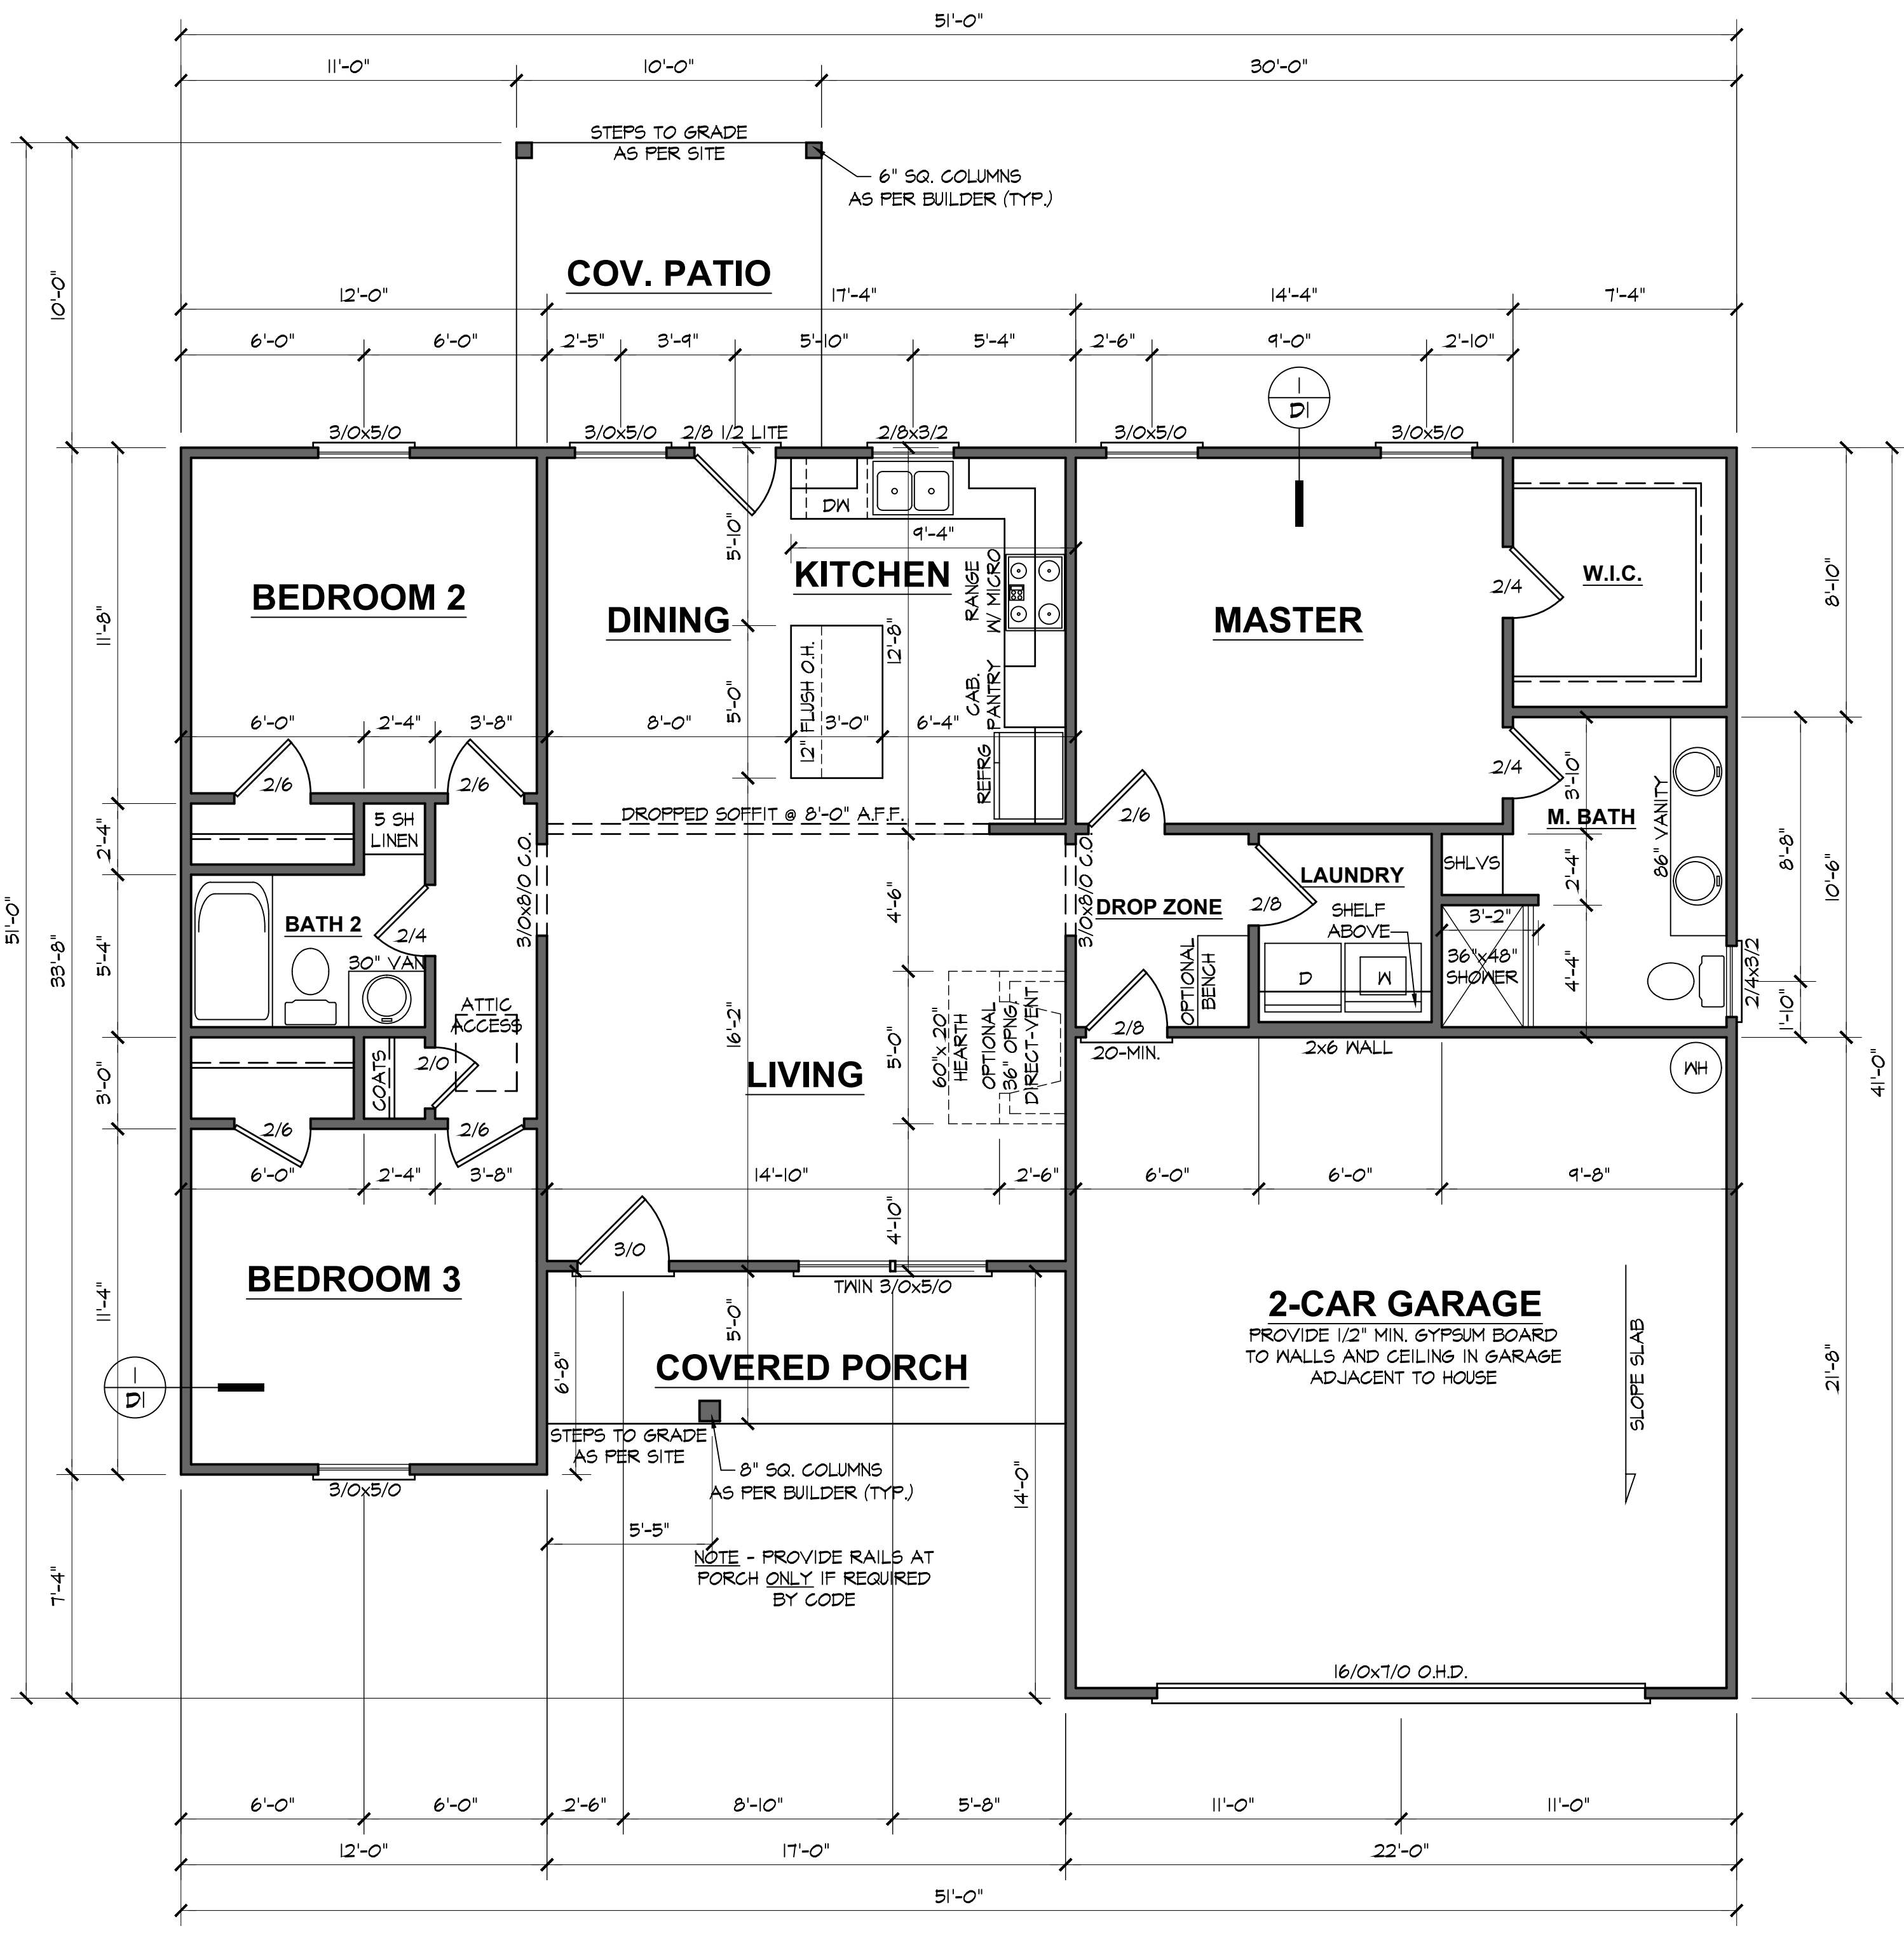 51'-0"
11'-0" 10'-0" 30'-0"
STEPS TO GRADE
AS PER SITE
6" SQ. COLUMNS
AS PER BUILDER (TYP.)
COV. PATIO
10'-0"
12'-0" 17'-4" 14'-4" 7'-4"
6'-0" 6'-0" 2'-5" 3'-9" 5'-10" 5'-4" 2'-6" 9'-0" 2'-10"
1
D1
3/0x5/0 3/0x5/0 2/8 1/2 LITE 2/8x3/2 3/0x5/0 3/0x5/0
DW
5'-10"
9'-4"
KITCHEN
RANGE
W/ MICRO
W.I.C.
2/4
8'-10"
BEDROOM 2
DINING
MASTER
11'-8"
12'-8"
12" FLUSH O.H.
5'-0"
CAB.
PANTRY
6'-0" 2'-4" 3'-8" 8'-0" 3'-0" 6'-4"
REFRG
2/4
3'-10"
2/6 2/6
5 SH
LINEN
DROPPED SOFFIT @ 8'-0" A.F.F.
2/6
M. BATH
86" VANITY
2'-4"
3/0x8/0 C.O.
3/0x8/0 C.O.
SHLVS
2'-4"
8'-8"
10'-6"
LAUNDRY
BATH 2
2/4
4'-6"
DROP ZONE
2/8
SHELF
ABOVE
3'-2"
51'-0"
33'-8"
5'-4"
30" VAN
36"x48"
SHOWER
4'-4"
2/4x3/2
D W
OPTIONAL
BENCH
ATTIC
ACCESS
16'-2"
5'-0"
60"x20"
HEARTH
OPTIONAL
36" OPNG.
DIRECT-VENT
2/8
20-MIN.
2x6 WALL
1'-10"
3'-0"
COATS
2/0
LIVING
WH
41'-0"
2/6 2/6
6'-0" 2'-4" 3'-8" 14'-10" 2'-6" 6'-0" 6'-0" 9'-8"
4'-10"
3/0
BEDROOM 3
TWIN 3/0x5/0
11'-4"
2-CAR GARAGE
PROVIDE 1/2" MIN. GYPSUM BOARD
TO WALLS AND CEILING IN GARAGE
ADJACENT TO HOUSE
SLOPE SLAB
21'-8"
5'-0"
6'-8"
COVERED PORCH
1
D1
STEPS TO GRADE
AS PER SITE
8" SQ. COLUMNS
AS PER BUILDER (TYP.)
3/0x5/0
14'-0"
5'-5"
NOTE - PROVIDE RAILS AT
PORCH ONLY IF REQUIRED
BY CODE
7'-4"
16/0x7/0 O.H.D.
6'-0" 6'-0" 2'-6" 8'-10" 5'-8" 11'-0" 11'-0"
12'-0" 17'-0" 22'-0"
51'-0"